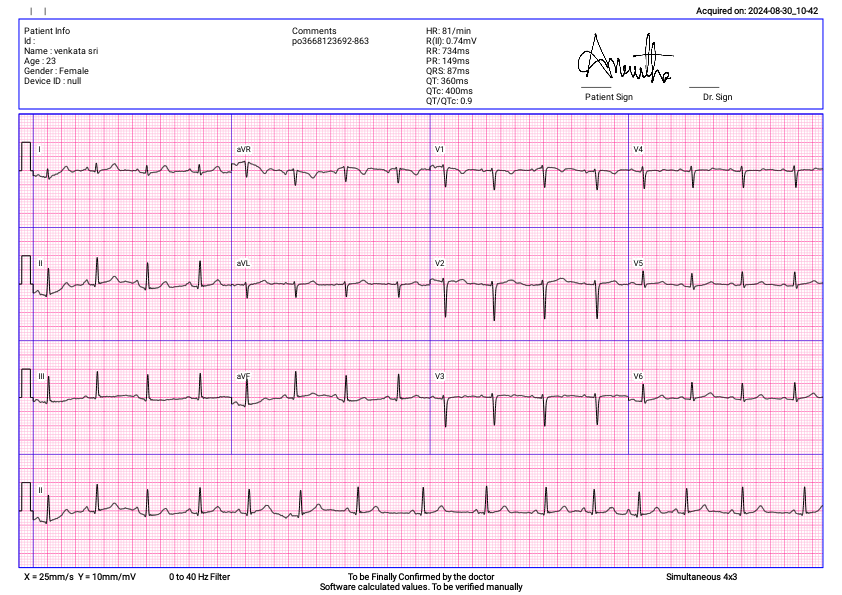 Acquired on: 2024-08-30_10-42
Patient Info
Id :
Name : venkata sri
Age : 23
Gender : Female
Device ID : null
Comments
po3668123692-863
HR: 81/min
R(II): 0.74mV
RR: 734ms
PR: 149ms
QRS: 87ms
QT: 360ms
QTc: 400ms
QT/QTc: 0.9
Patient Sign
Dr. Sign
I
aVR
V1
V4
II
aVL
V2
V5
III
aVF
V3
V6
II
X = 25mm/s Y = 10mm/mV
0 to 40 Hz Filter
To be Finally Confirmed by the doctor
Software calculated values. To be verified manually
Simultaneous 4x3